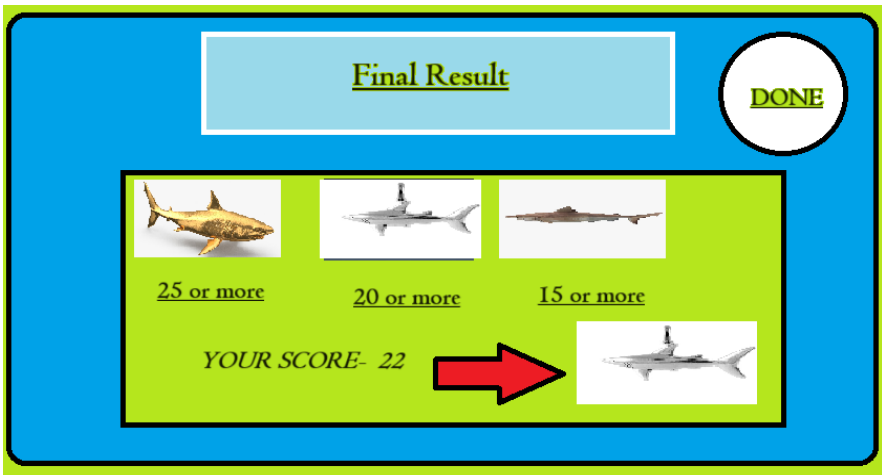 Final Result
DONE
25 or more
20 or more
15 or more
YOUR SCORE- 22